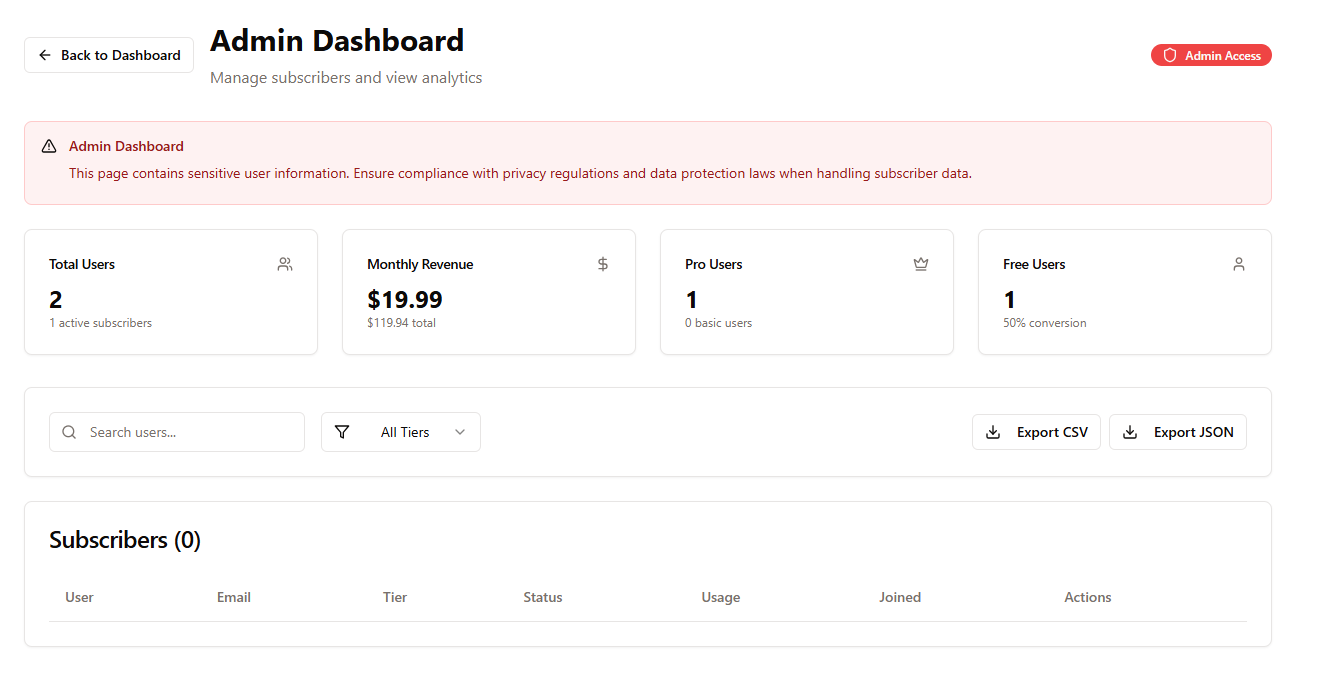 Back to Dashboard
Admin Dashboard
Manage subscribers and view analytics
Admin Access
Admin Dashboard
This page contains sensitive user information. Ensure compliance with privacy regulations and data protection laws when handling subscriber data.
Total Users
2
1 active subscribers
Monthly Revenue
$19.99
$119.94 total
Pro Users
1
0 basic users
Free Users
1
50% conversion
Search users...
All Tiers
Export CSV
Export JSON
Subscribers (0)
User Email Tier Status Usage Joined Actions